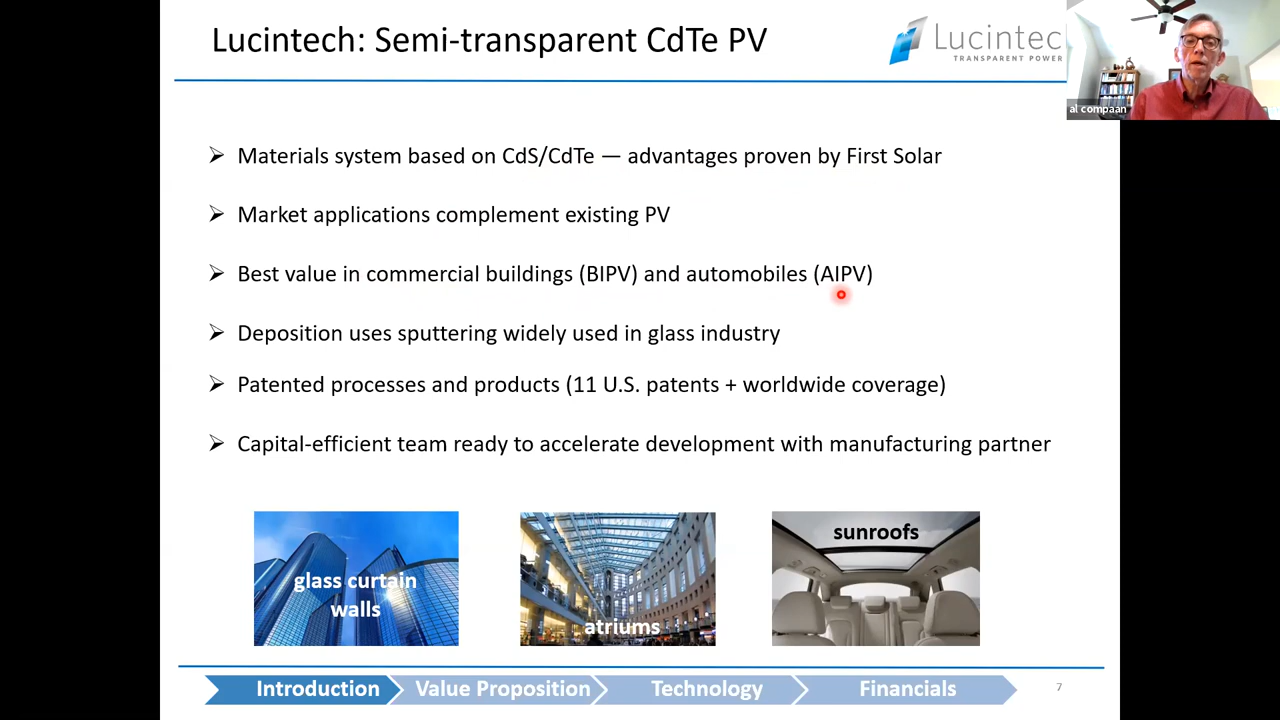 Lucintech: Semi-transparent CdTe PV
Lucintec
TRANSPARENT POWER
al compaan
➢ Materials system based on CdS/CdTe — advantages proven by First Solar
➢ Market applications complement existing PV
➢ Best value in commercial buildings (BIPV) and automobiles (AIPV)
➢ Deposition uses sputtering widely used in glass industry
➢ Patented processes and products (11 U.S. patents + worldwide coverage)
➢ Capital-efficient team ready to accelerate development with manufacturing partner
glass curtain
walls
atriums
sunroofs
Introduction
Value Proposition
Technology
Financials
7